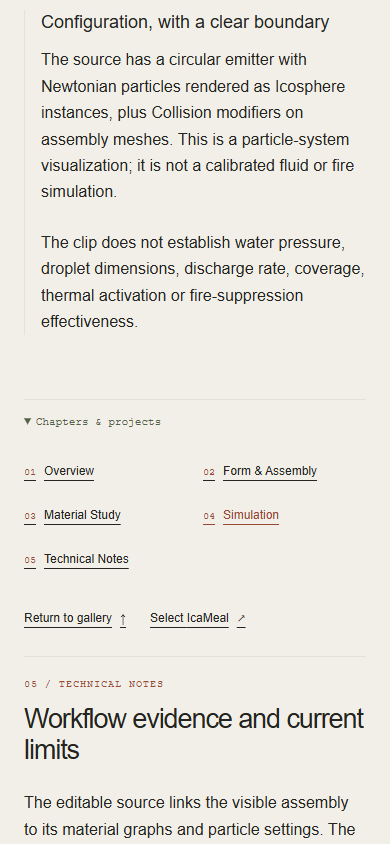 Configuration, with a clear boundary
The source has a circular emitter with
Newtonian particles rendered as Icosphere
instances, plus Collision modifiers on
assembly meshes. This is a particle-system
visualization; it is not a calibrated fluid or fire
simulation.
The clip does not establish water pressure,
droplet dimensions, discharge rate, coverage,
thermal activation or fire-suppression
effectiveness.
▼ Chapters & projects
01 Overview
02 Form & Assembly
03 Material Study
04 Simulation
05 Technical Notes
Return to gallery ↑
Select IcaMeal ↗
05 / TECHNICAL NOTES
Workflow evidence and current
limits
The editable source links the visible assembly
to its material graphs and particle settings. The